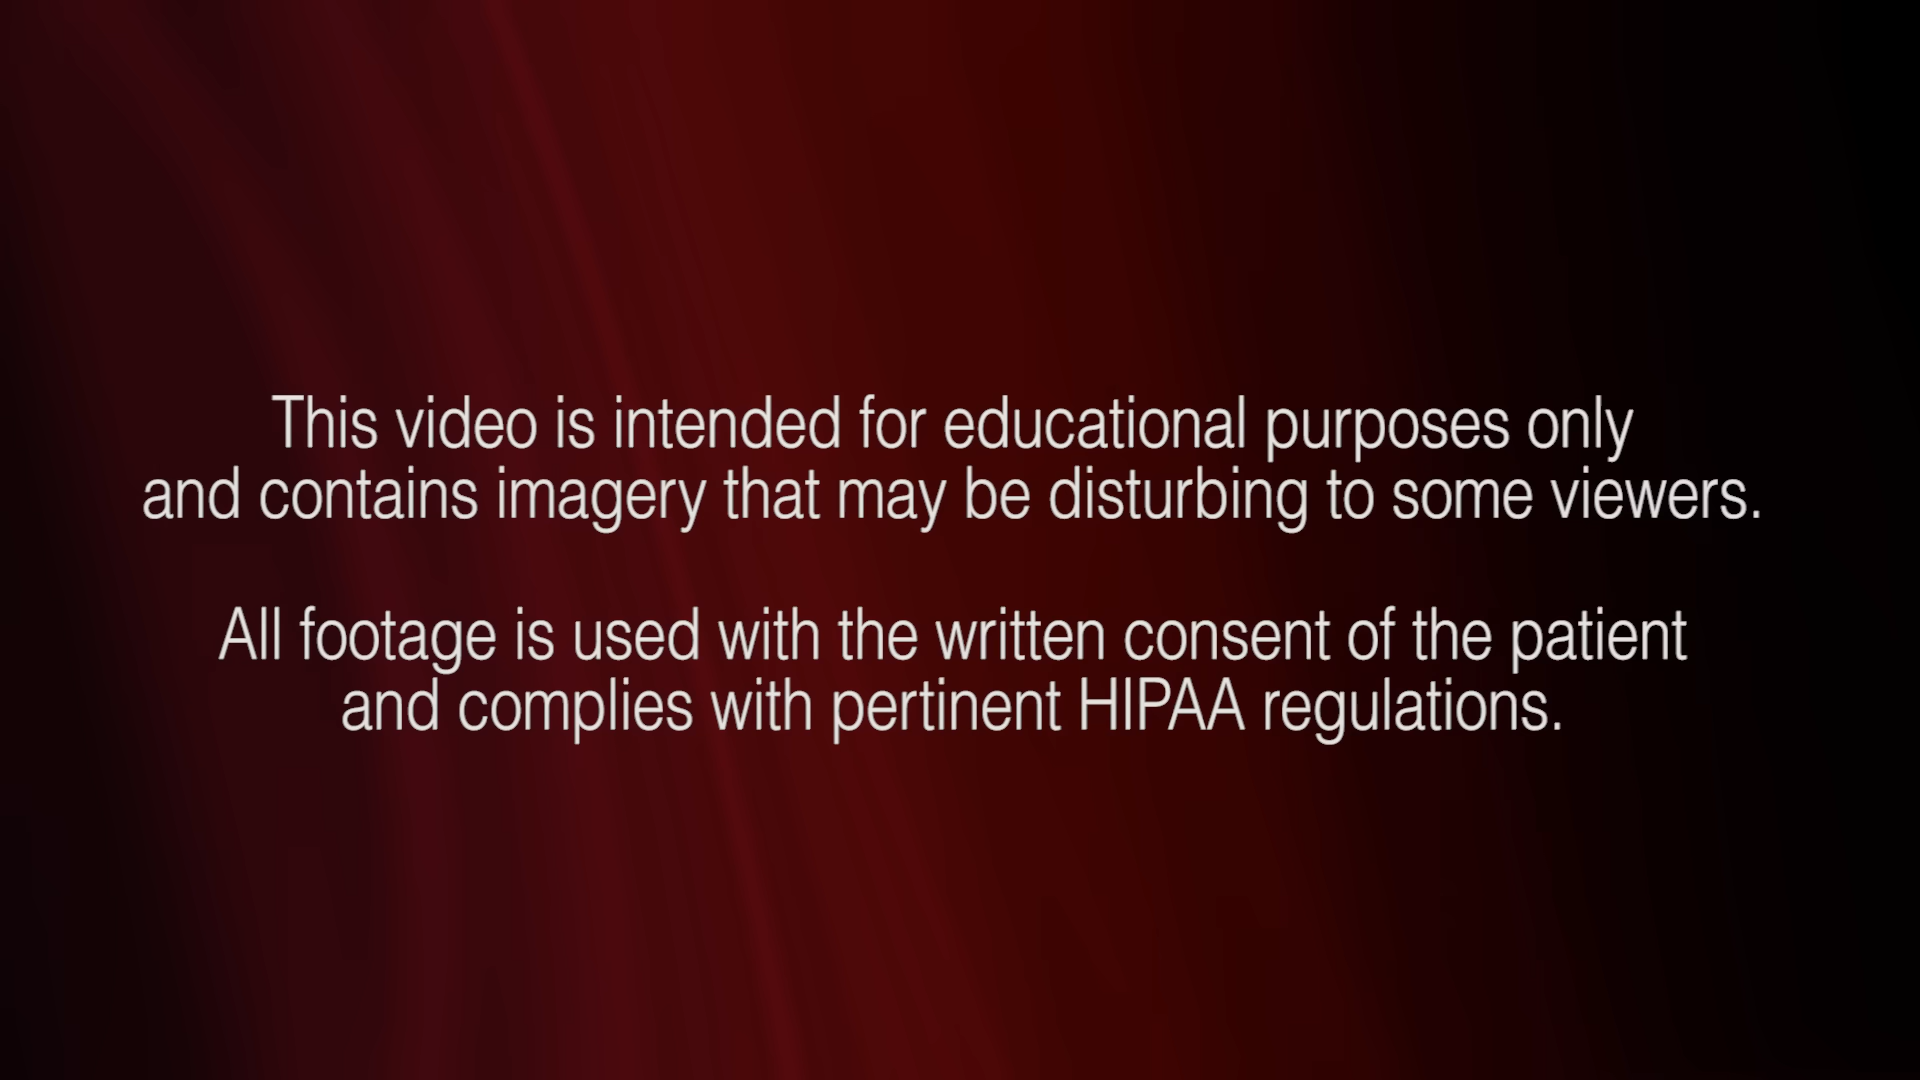 This video is intended for educational purposes only
and contains imagery that may be disturbing to some viewers.
All footage is used with the written consent of the patient
and complies with pertinent HIPAA regulations.